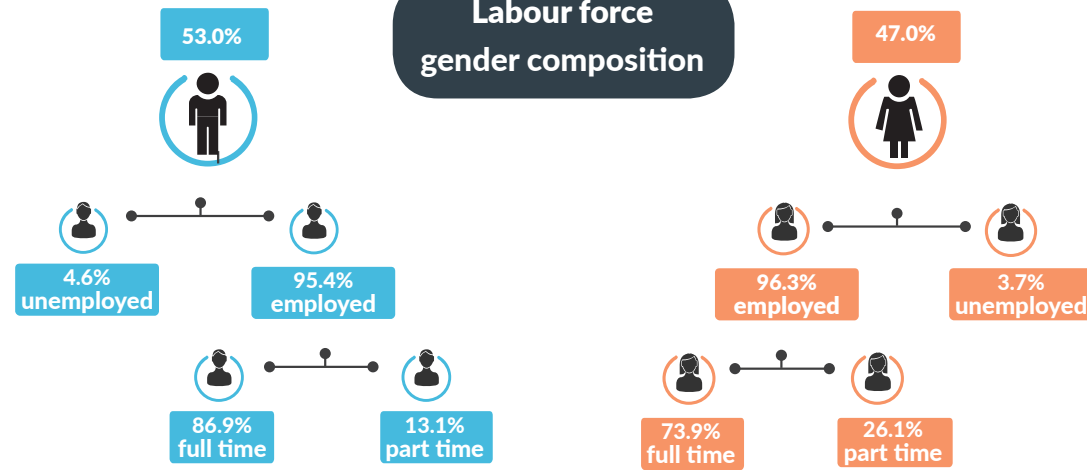 Labour force
gender composition
53.0%
47.0%
4.6%
unemployed
95.4%
employed
96.3%
employed
3.7%
unemployed
86.9%
full time
13.1%
part time
73.9%
full time
26.1%
part time